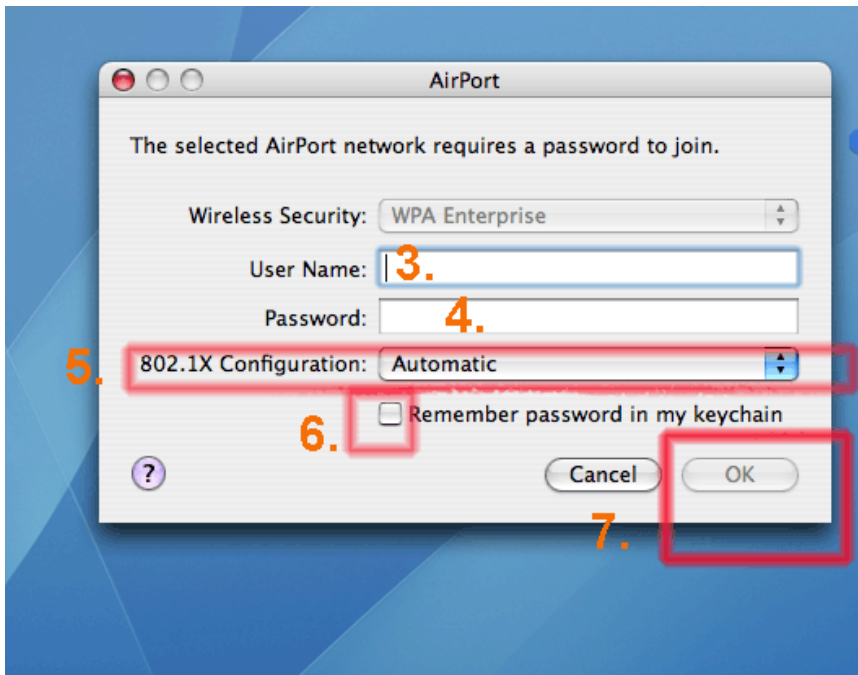 AirPort
The selected AirPort network requires a password to join.
Wireless Security: WPA Enterprise
User Name: 3.
Password: 4.
5. 802.1X Configuration: Automatic
6. Remember password in my keychain
? Cancel OK
7.